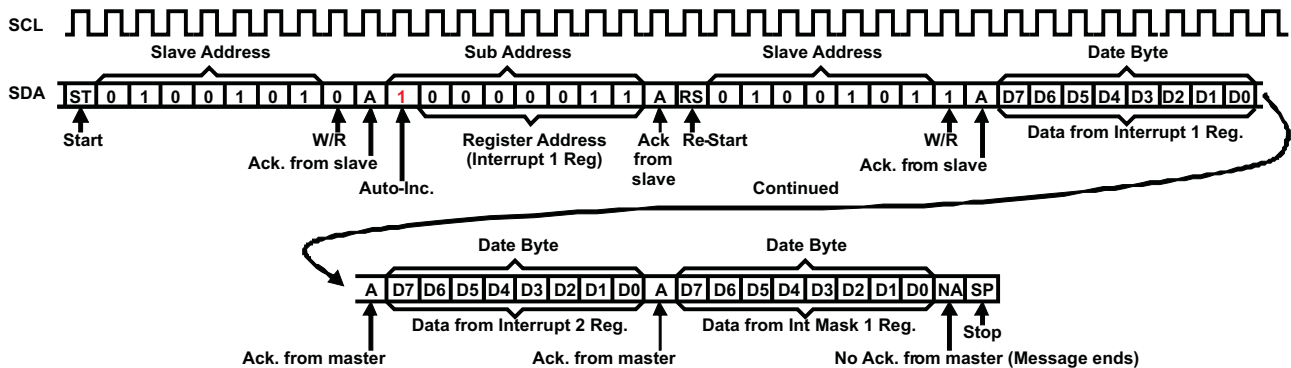 SCL
Slave Address Sub Address Slave Address Date Byte
SDA ST 0 1 0 0 1 0 1 0 A 1 0 0 0 0 0 1 1 A RS 0 1 0 0 1 0 1 1 A D7 D6 D5 D4 D3 D2 D1 D0
Start W/R Register Address Ack Re-Start W/R Data from Interrupt 1 Reg.
Ack. from slave (Interrupt 1 Reg) from Ack. from slave
slave
Auto-Inc. Continued
Date Byte Date Byte
A D7 D6 D5 D4 D3 D2 D1 D0 A D7 D6 D5 D4 D3 D2 D1 D0 NA SP
Data from Interrupt 2 Reg. Data from Int Mask 1 Reg. Stop
Ack. from master Ack. from master No Ack. from master (Message ends)